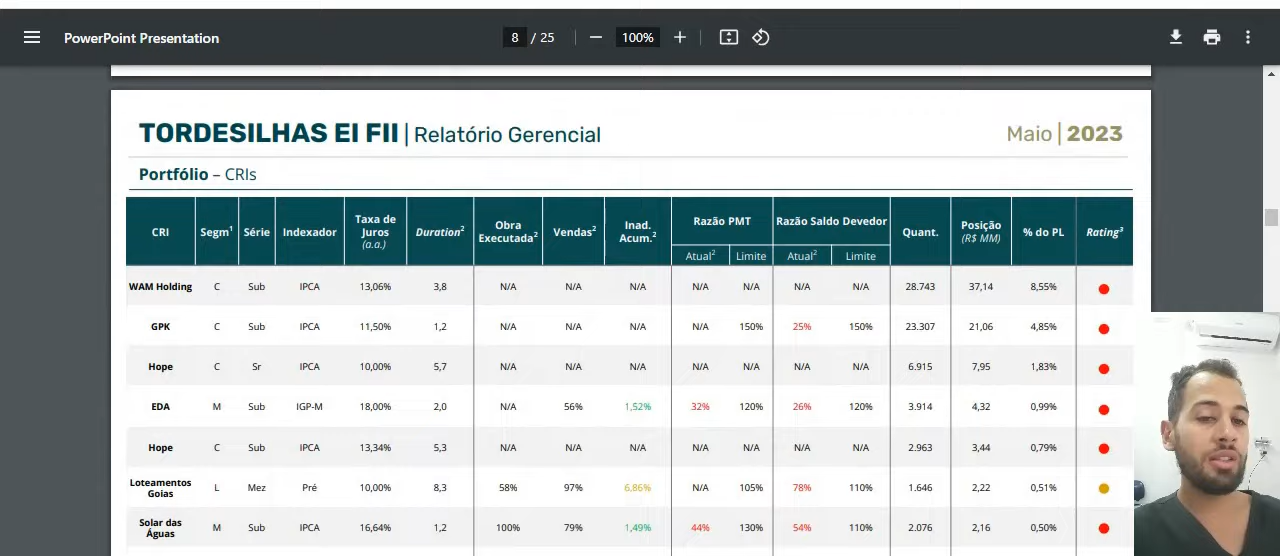 PowerPoint Presentation
8 / 25
100%
TORDESILHAS EI FII | Relatório Gerencial
Maio | 2023
Portfólio – CRIs
CRI Segm¹ Série Indexador Taxa de Juros (a.a.) Duration² Obra Executada² Vendas² Inad. Acum.² Razão PMT Razão Saldo Devedor Quant. Posição (R$ MM) % do PL Rating³
Atual² Limite Atual² Limite
WAM Holding C Sub IPCA 13,06% 3,8 N/A N/A N/A N/A N/A N/A N/A 28.743 37,14 8,55%
GPK C Sub IPCA 11,50% 1,2 N/A N/A N/A N/A 150% 25% 150% 23.307 21,06 4,85%
Hope C Sr IPCA 10,00% 5,7 N/A N/A N/A N/A N/A N/A N/A 6.915 7,95 1,83%
EDA M Sub IGP-M 18,00% 2,0 N/A 56% 1,52% 32% 120% 26% 120% 3.914 4,32 0,99%
Hope C Sub IPCA 13,34% 5,3 N/A N/A N/A N/A N/A N/A N/A 2.963 3,44 0,79%
Loteamentos Goias L Mez Pré 10,00% 8,3 58% 97% 6,86% N/A 105% 78% 110% 1.646 2,22 0,51%
Solar das Águas M Sub IPCA 16,64% 1,2 100% 79% 1,49% 44% 130% 54% 110% 2.076 2,16 0,50%